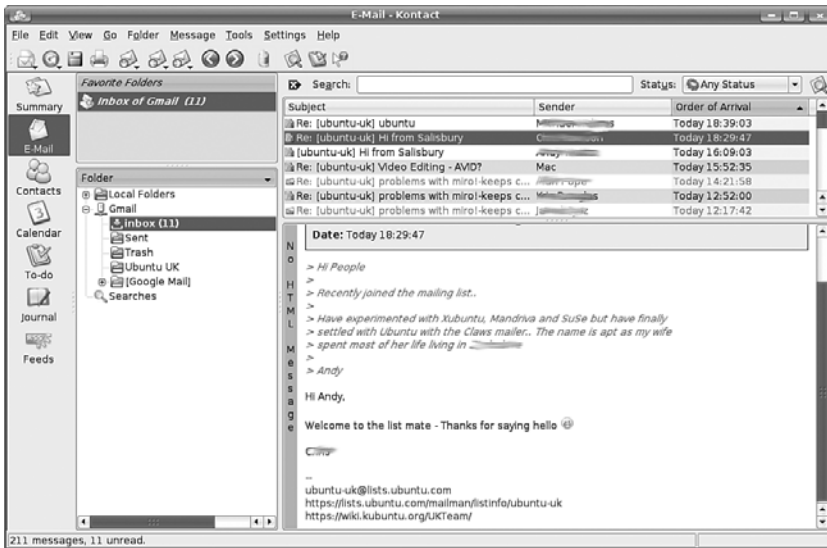 E-Mail - Kontact
File Edit View Go Folder Message Tools Settings Help
Summary
E-Mail
Contacts
Calendar
To-do
Journal
Feeds
Favorite Folders
Inbox of Gmail (11)
Folder
Local Folders
Gmail
inbox (11)
Sent
Trash
Ubuntu UK
[Google Mail]
Searches
Search: Status: Any Status
Subject Sender Order of Arrival
Re: [ubuntu-uk] ubuntu Today 18:39:03
Re: [ubuntu-uk] Hi from Salisbury Today 18:29:47
[ubuntu-uk] Hi from Salisbury Today 16:09:03
Re: [ubuntu-uk] Video Editing - AVID? Mac Today 15:52:35
Re: [ubuntu-uk] problems with miro!-keeps c... Today 14:21:58
Re: [ubuntu-uk] problems with miro!-keeps c... Today 12:52:00
Re: [ubuntu-uk] problems with miro!-keeps c... Today 12:17:42
No HTML Message
Date: Today 18:29:47
> Hi People
>
> Recently joined the mailing list..
>
> Have experimented with Xubuntu, Mandriva and SuSe but have finally
> settled with Ubuntu with the Claws mailer.. The name is apt as my wife
> spent most of her life living in
>
> Andy
Hi Andy,
Welcome to the list mate - Thanks for saying hello
--
ubuntu-uk@lists.ubuntu.com
https://lists.ubuntu.com/mailman/listinfo/ubuntu-uk
https://wiki.kubuntu.org/UKTeam/
211 messages, 11 unread.